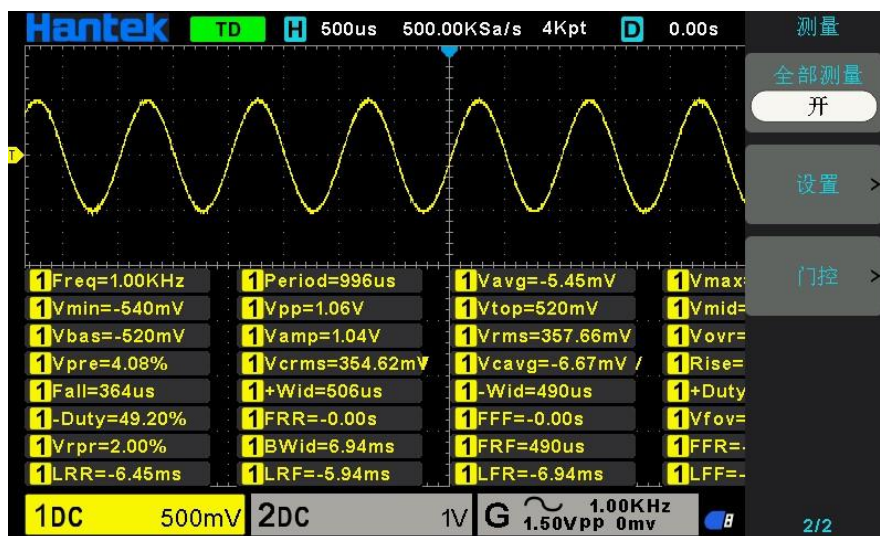 Hantek TD H 500us 500.00KSa/s 4Kpt D 0.00s 测量
全部测量
开
T
设置 >
门控 >
1 Freq=1.00KHz 1 Period=996us 1 Vavg=-5.45mV 1 Vmax
1 Vmin=-540mV 1 Vpp=1.06V 1 Vtop=520mV 1 Vmid=
1 Vbas=-520mV 1 Vamp=1.04V 1 Vrms=357.66mV 1 Vovr=
1 Vpre=4.08% 1 Vcrms=354.62mV 1 Vcavg=-6.67mV 1 Rise=
1 Fall=364us 1 +Wid=506us 1 -Wid=490us 1 +Duty
1 -Duty=49.20% 1 FRR=-0.00s 1 FFF=-0.00s 1 Vfov=
1 Vrpr=2.00% 1 BWid=6.94ms 1 FRF=490us 1 FFR=-
1 LRR=-6.45ms 1 LRF=-5.94ms 1 LFR=-6.94ms 1 LFF=-
1DC 500mV 2DC 1V G 1.00KHz
1.50Vpp 0mv
2/2